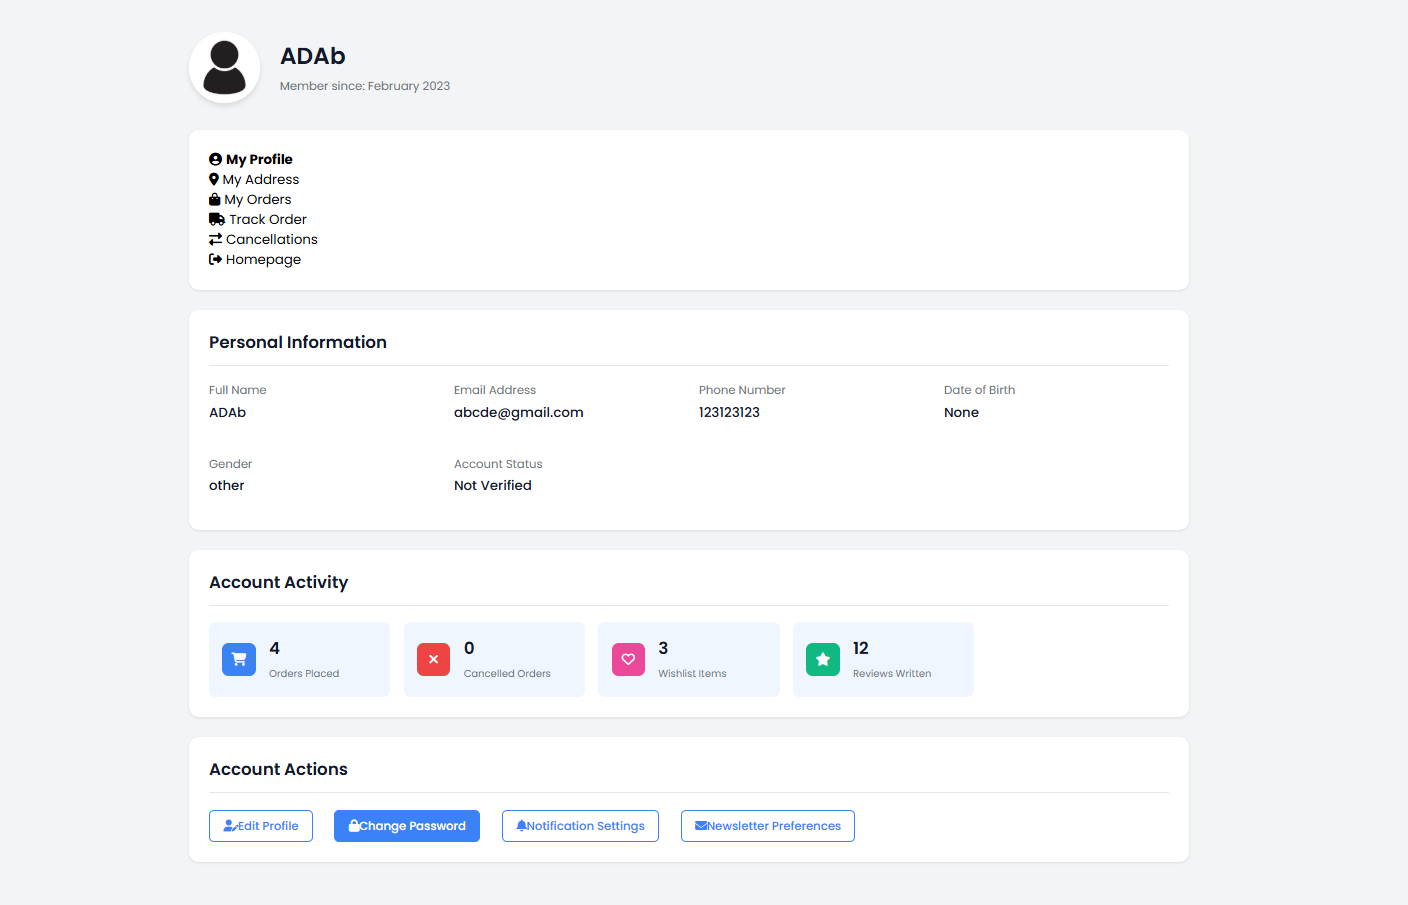 ADAb
Member since: February 2023
My Profile
My Address
My Orders
Track Order
Cancellations
Homepage
Personal Information
Full Name Email Address Phone Number Date of Birth
ADAb abcde@gmail.com 123123123 None
Gender Account Status
other Not Verified
Account Activity
4 0 3 12
Orders Placed Cancelled Orders Wishlist Items Reviews Written
Account Actions
Edit Profile Change Password Notification Settings Newsletter Preferences